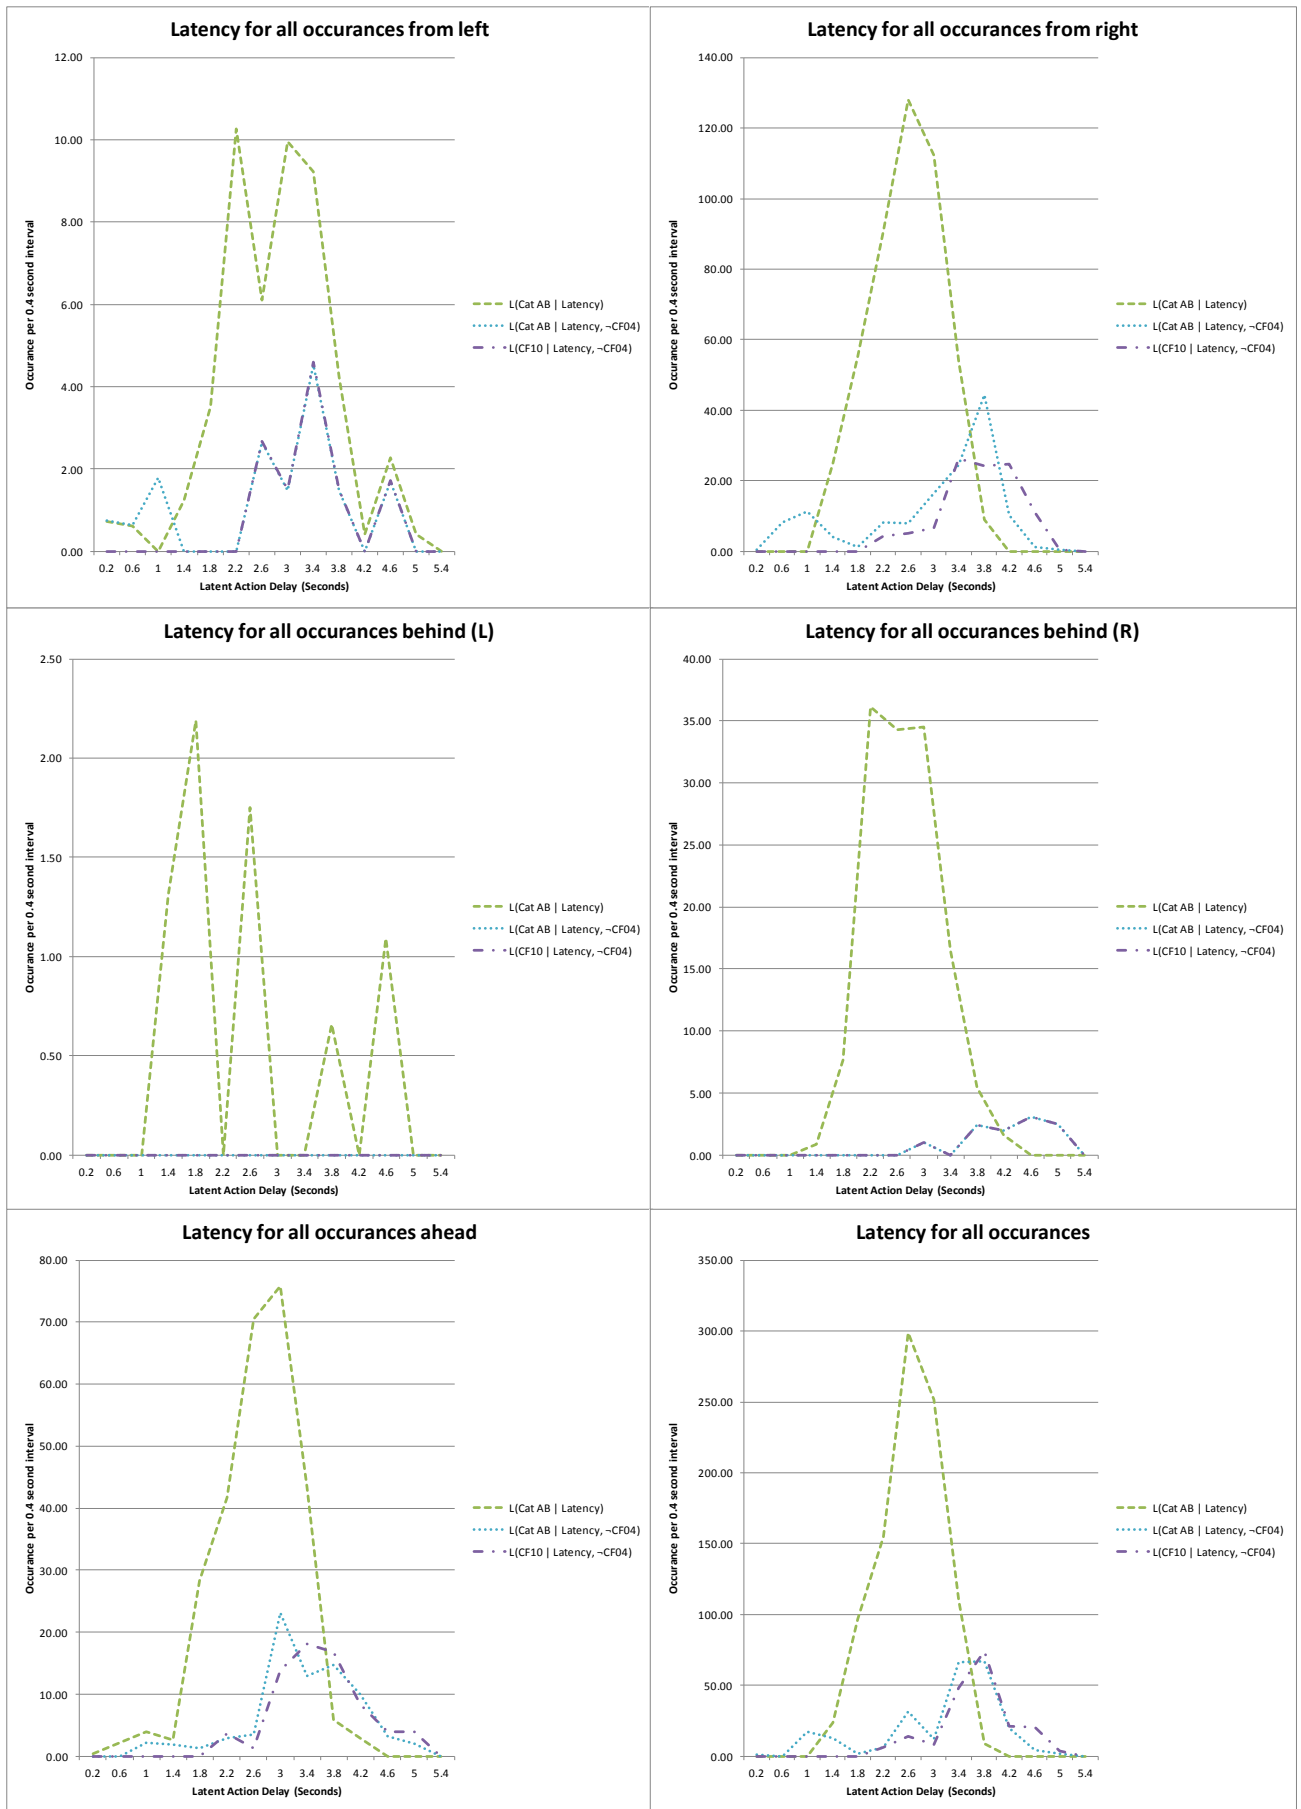 Latency for all occurances from left
12.00
10.00
8.00
6.00
4.00
2.00
0.00
0.2 0.6 1 1.4 1.8 2.2 2.6 3 3.4 3.8 4.2 4.6 5 5.4
Occurance per 0.4 second interval
Latent Action Delay (Seconds)
L(Cat AB | Latency)
L(Cat AB | Latency, ¬CF04)
L(CF10 | Latency, ¬CF04)
Latency for all occurances from right
140.00
120.00
100.00
80.00
60.00
40.00
20.00
0.00
0.2 0.6 1 1.4 1.8 2.2 2.6 3 3.4 3.8 4.2 4.6 5 5.4
Occurance per 0.4 second interval
Latent Action Delay (Seconds)
L(Cat AB | Latency)
L(Cat AB | Latency, ¬CF04)
L(CF10 | Latency, ¬CF04)
Latency for all occurances behind (L)
2.50
2.00
1.50
1.00
0.50
0.00
0.2 0.6 1 1.4 1.8 2.2 2.6 3 3.4 3.8 4.2 4.6 5 5.4
Occurance per 0.4 second interval
Latent Action Delay (Seconds)
L(Cat AB | Latency)
L(Cat AB | Latency, ¬CF04)
L(CF10 | Latency, ¬CF04)
Latency for all occurances behind (R)
40.00
35.00
30.00
25.00
20.00
15.00
10.00
5.00
0.00
0.2 0.6 1 1.4 1.8 2.2 2.6 3 3.4 3.8 4.2 4.6 5 5.4
Occurance per 0.4 second interval
Latent Action Delay (Seconds)
L(Cat AB | Latency)
L(Cat AB | Latency, ¬CF04)
L(CF10 | Latency, ¬CF04)
Latency for all occurances ahead
80.00
70.00
60.00
50.00
40.00
30.00
20.00
10.00
0.00
0.2 0.6 1 1.4 1.8 2.2 2.6 3 3.4 3.8 4.2 4.6 5 5.4
Occurance per 0.4 second interval
Latent Action Delay (Seconds)
L(Cat AB | Latency)
L(Cat AB | Latency, ¬CF04)
L(CF10 | Latency, ¬CF04)
Latency for all occurances
350.00
300.00
250.00
200.00
150.00
100.00
50.00
0.00
0.2 0.6 1 1.4 1.8 2.2 2.6 3 3.4 3.8 4.2 4.6 5 5.4
Occurance per 0.4 second interval
Latent Action Delay (Seconds)
L(Cat AB | Latency)
L(Cat AB | Latency, ¬CF04)
L(CF10 | Latency, ¬CF04)